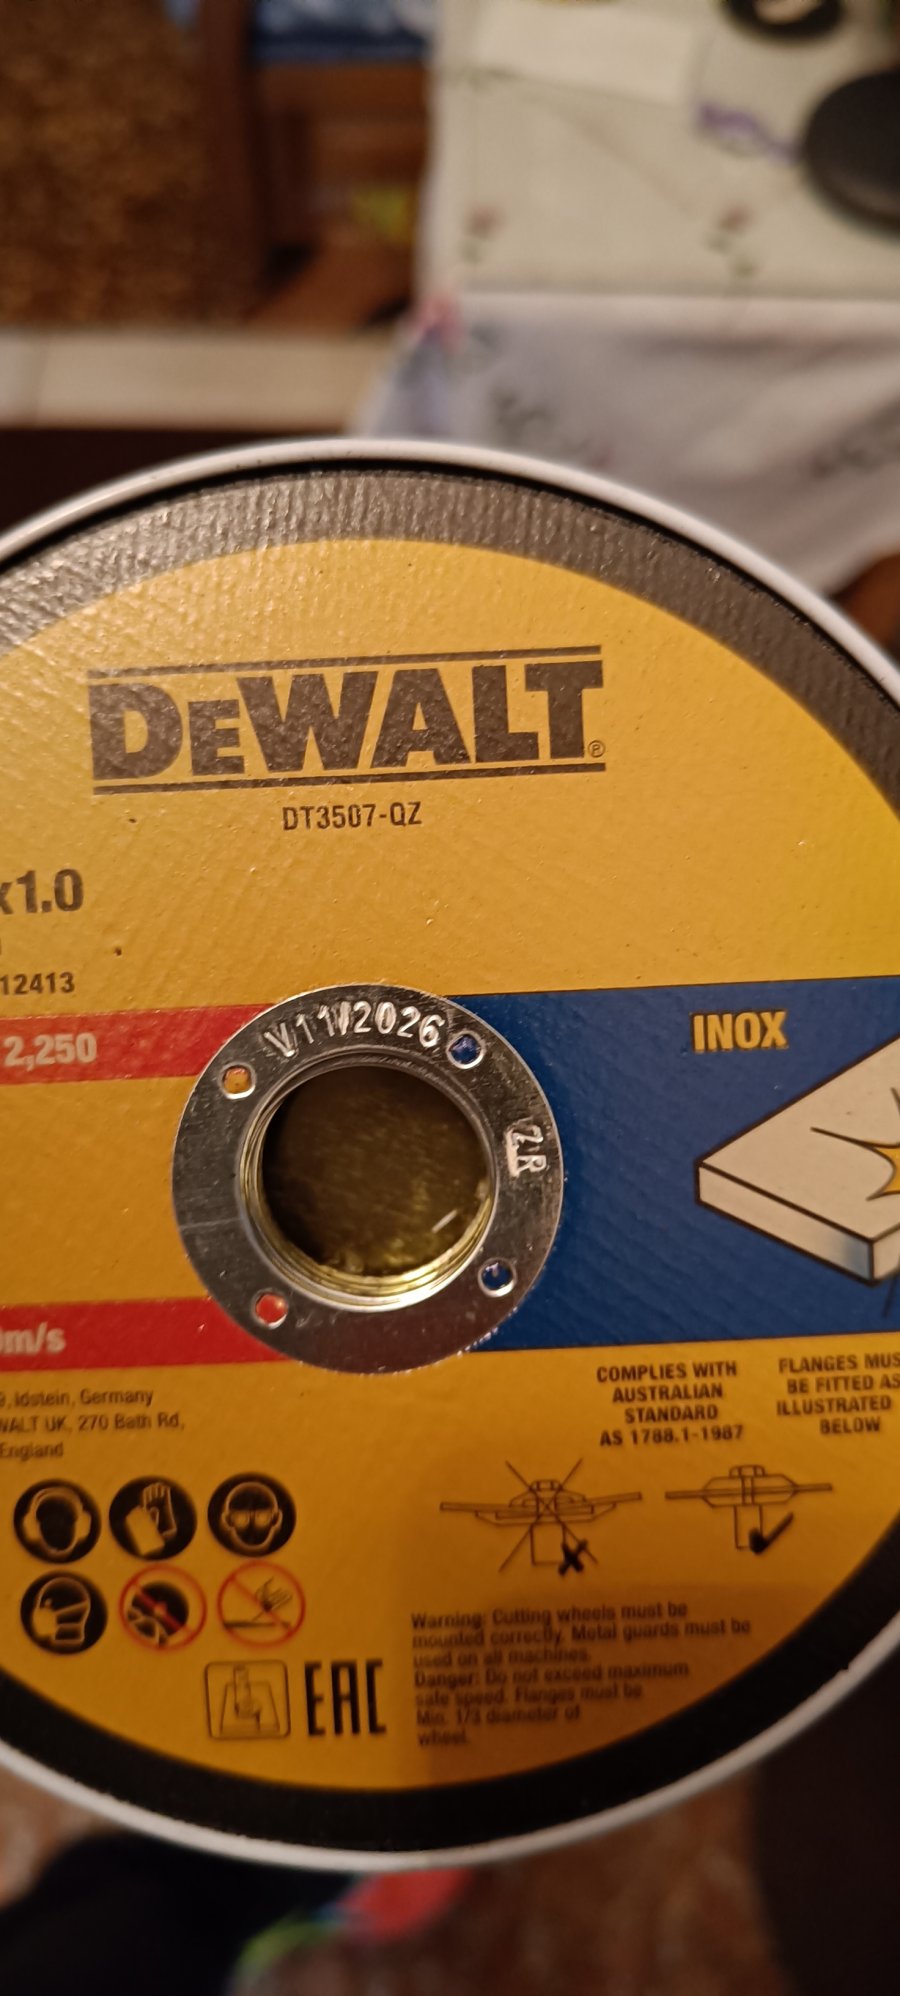 DEWALT®
DT3507-QZ
x1.0
12413
2,250
V11/2026
ZR
INOX
m/s
, Idstein, Germany
WALT UK, 270 Bath Rd,
England
COMPLIES WITH
AUSTRALIAN
STANDARD
AS 1788.1-1987
FLANGES MUS
BE FITTED AS
ILLUSTRATED
BELOW
EAC
Warning: Cutting wheels must be
mounted correctly. Metal guards must be
used on all machines.
Danger: Do not exceed maximum
safe speed. Flanges must be
Min. 1/3 diameter of
wheel.